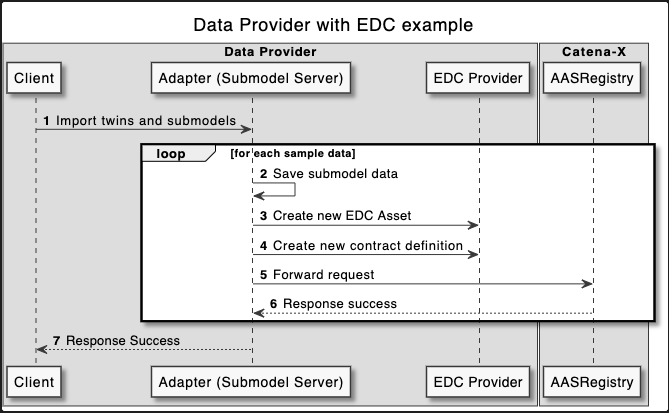 Data Provider with EDC example
Data Provider
Catena-X
Client
Adapter (Submodel Server)
EDC Provider
AASRegistry
1 Import twins and submodels
loop [for each sample data]
2 Save submodel data
3 Create new EDC Asset
4 Create new contract definition
5 Forward request
6 Response success
7 Response Success
Client
Adapter (Submodel Server)
EDC Provider
AASRegistry